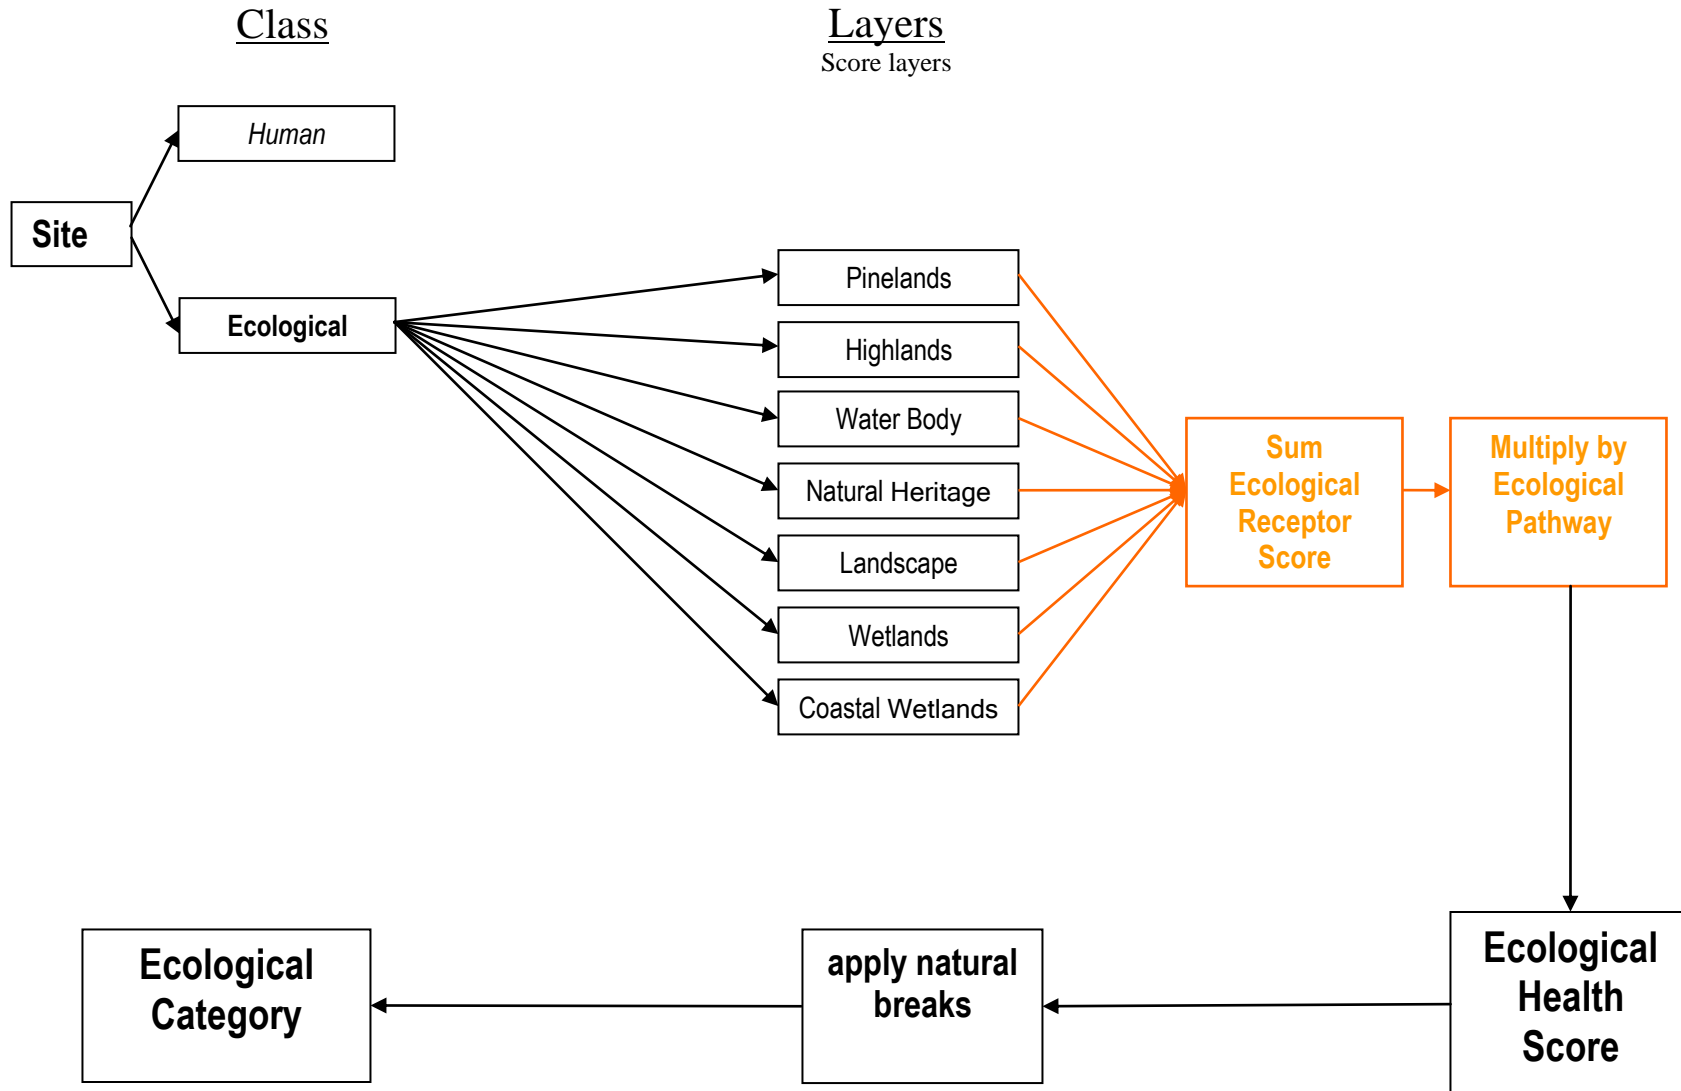 Class
Layers
Score layers
Human
Site
Ecological
Pinelands
Highlands
Water Body
Natural Heritage
Landscape
Wetlands
Coastal Wetlands
Sum
Ecological
Receptor
Score
Multiply by
Ecological
Pathway
Ecological
Health
Score
apply natural
breaks
Ecological
Category